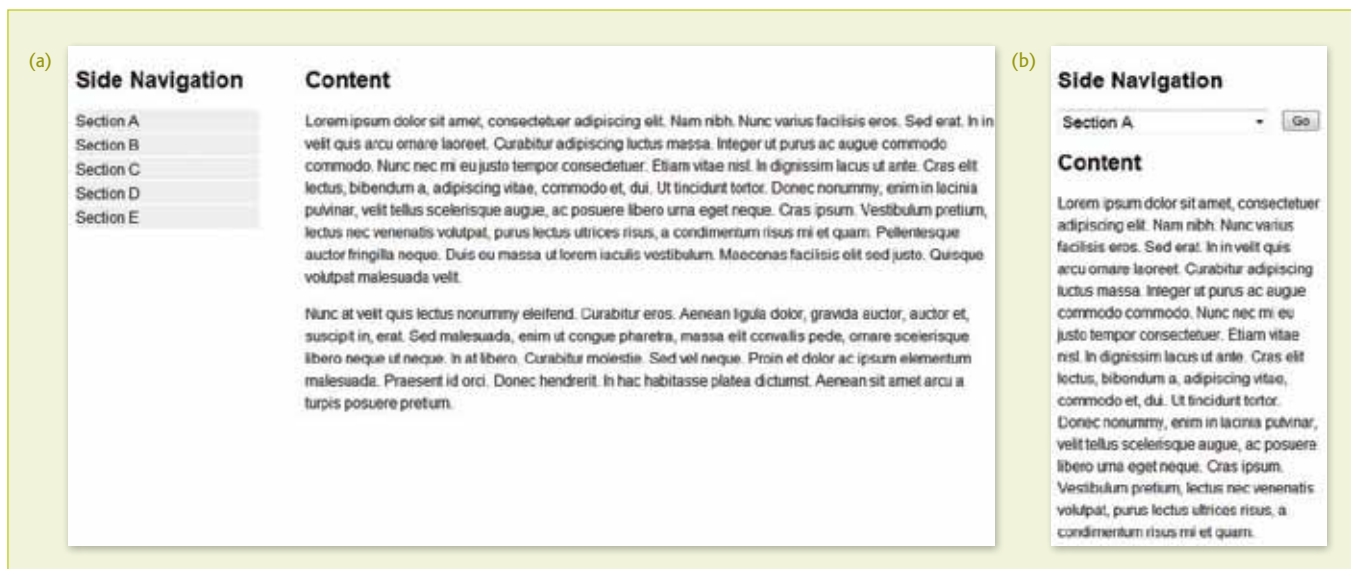 (a)
Side Navigation
Section A
Section B
Section C
Section D
Section E
Content
Lorem ipsum dolor sit amet, consectetuer adipiscing elit. Nam nibh. Nunc varius facilisis eros. Sed erat. In in
velit quis arcu ornare laoreet. Curabitur adipiscing luctus massa. Integer ut purus ac augue commodo
commodo. Nunc nec mi eu justo tempor consectetuer. Etiam vitae nisl. In dignissim lacus ut ante. Cras elit
lectus, bibendum a, adipiscing vitae, commodo et, dui. Ut tincidunt tortor. Donec nonummy, enim in lacinia
pulvinar, velit tellus scelerisque augue, ac posuere libero urna eget neque. Cras ipsum. Vestibulum pretium,
lectus nec venenatis volutpat, purus lectus ultrices risus, a condimentum risus mi et quam. Pellentesque
auctor fringilla neque. Duis eu massa ut lorem iaculis vestibulum. Maecenas facilisis elit sed justo. Quisque
volutpat malesuada velit.
Nunc at velit quis lectus nonummy eleifend. Curabitur eros. Aenean ligula dolor, gravida auctor, auctor et,
suscipit in, erat. Sed malesuada, enim ut congue pharetra, massa elit convallis pede, ornare scelerisque
libero neque ut neque. In at libero. Curabitur molestie. Sed vel neque. Proin et dolor ac ipsum elementum
malesuada. Praesent id orci. Donec hendrerit. In hac habitasse platea dictumst. Aenean sit amet arcu a
turpis posuere pretium.
(b)
Side Navigation
Section A
Go
Content
Lorem ipsum dolor sit amet, consectetuer
adipiscing elit. Nam nibh. Nunc varius
facilisis eros. Sed erat. In in velit quis
arcu ornare laoreet. Curabitur adipiscing
luctus massa. Integer ut purus ac augue
commodo commodo. Nunc nec mi eu
justo tempor consectetuer. Etiam vitae
nisl. In dignissim lacus ut ante. Cras elit
lectus, bibendum a, adipiscing vitae,
commodo et, dui. Ut tincidunt tortor.
Donec nonummy, enim in lacinia pulvinar,
velit tellus scelerisque augue, ac posuere
libero urna eget neque. Cras ipsum.
Vestibulum pretium, lectus nec venenatis
volutpat, purus lectus ultrices risus, a
condimentum risus mi et quam.